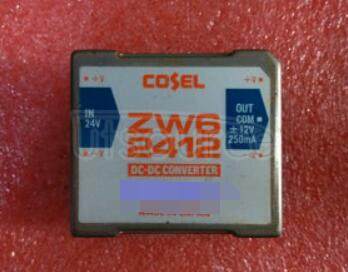 COSEL
IN
24V
ZW6
2412
DC-DC CONVERTER
OUT
COM
±12V
250mA